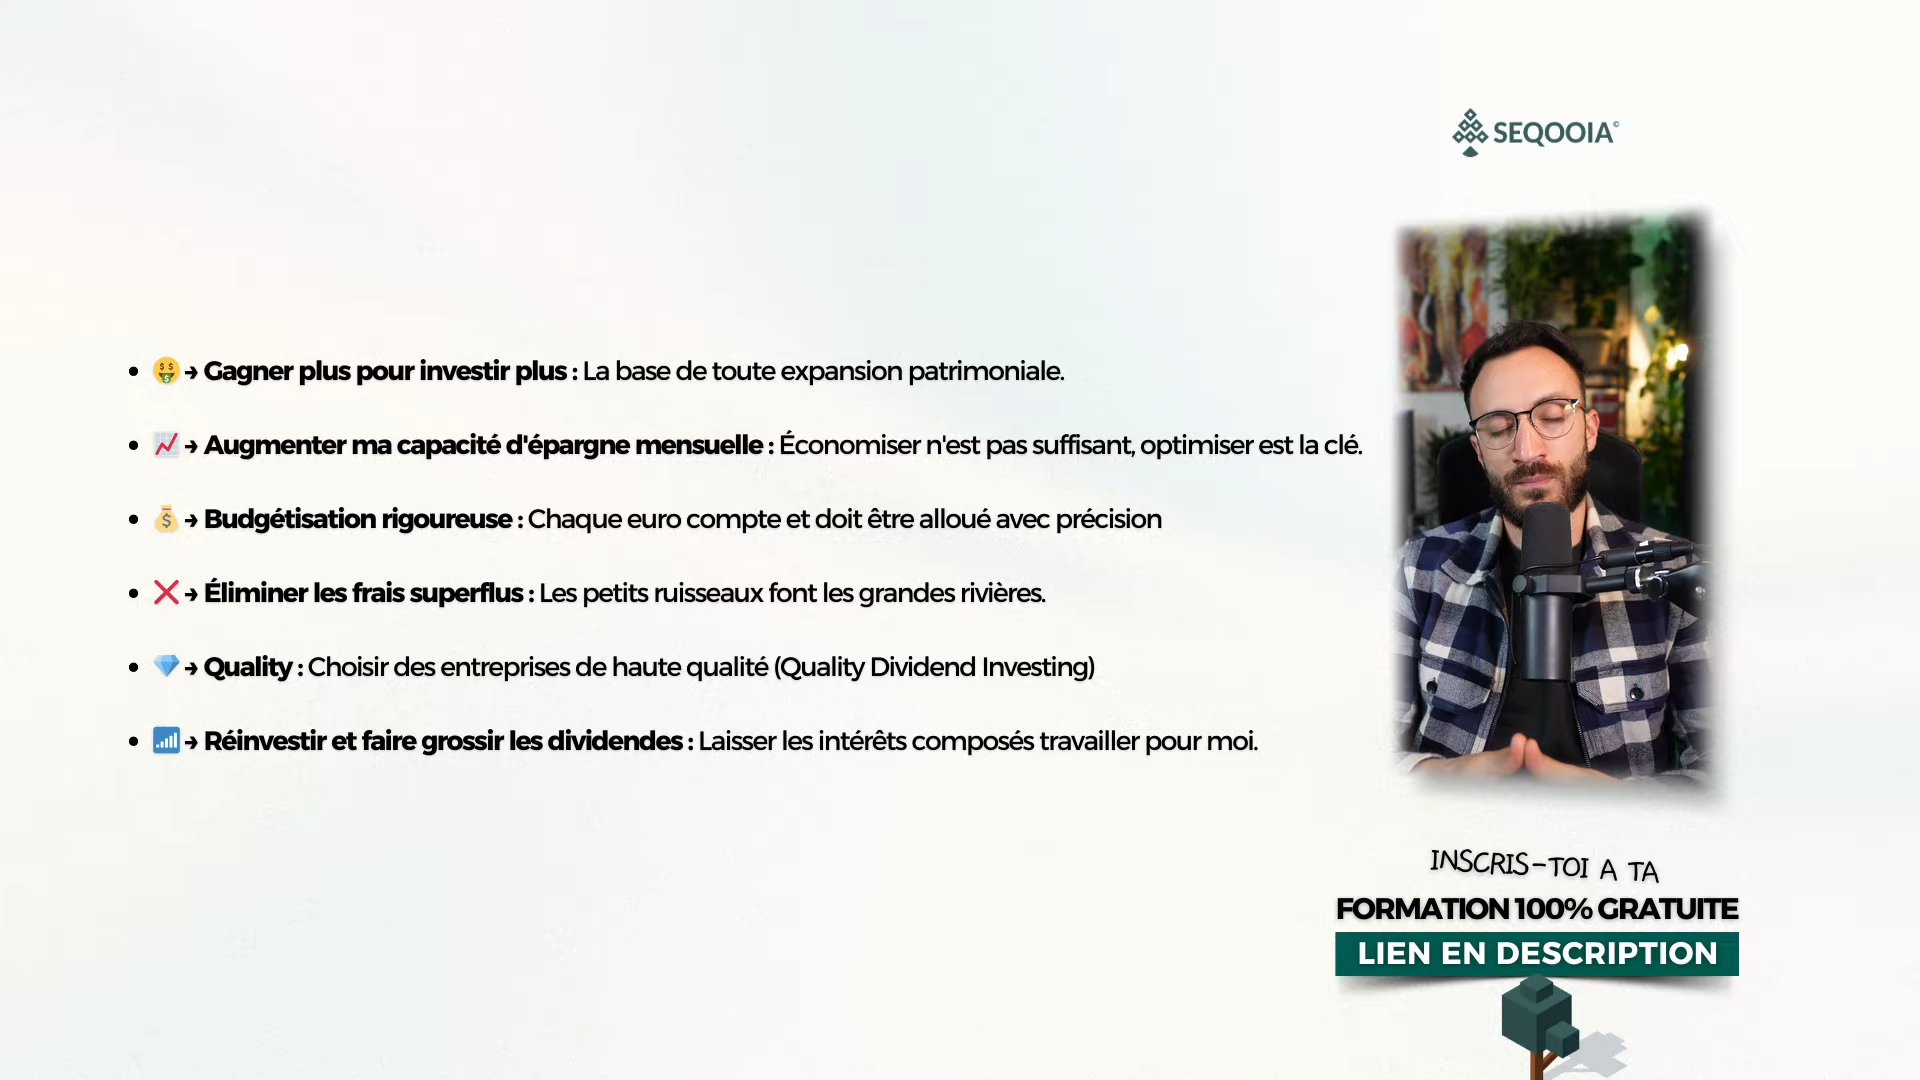 SEQOOIA©
• 🤑 → Gagner plus pour investir plus : La base de toute expansion patrimoniale.
• 📈 → Augmenter ma capacité d'épargne mensuelle : Économiser n'est pas suffisant, optimiser est la clé.
• 💰 → Budgétisation rigoureuse : Chaque euro compte et doit être alloué avec précision
• ❌ → Éliminer les frais superflus : Les petits ruisseaux font les grandes rivières.
• 💎 → Quality : Choisir des entreprises de haute qualité (Quality Dividend Investing)
• 📶 → Réinvestir et faire grossir les dividendes : Laisser les intérêts composés travailler pour moi.
INSCRIS-TOI A TA
FORMATION 100% GRATUITE
LIEN EN DESCRIPTION